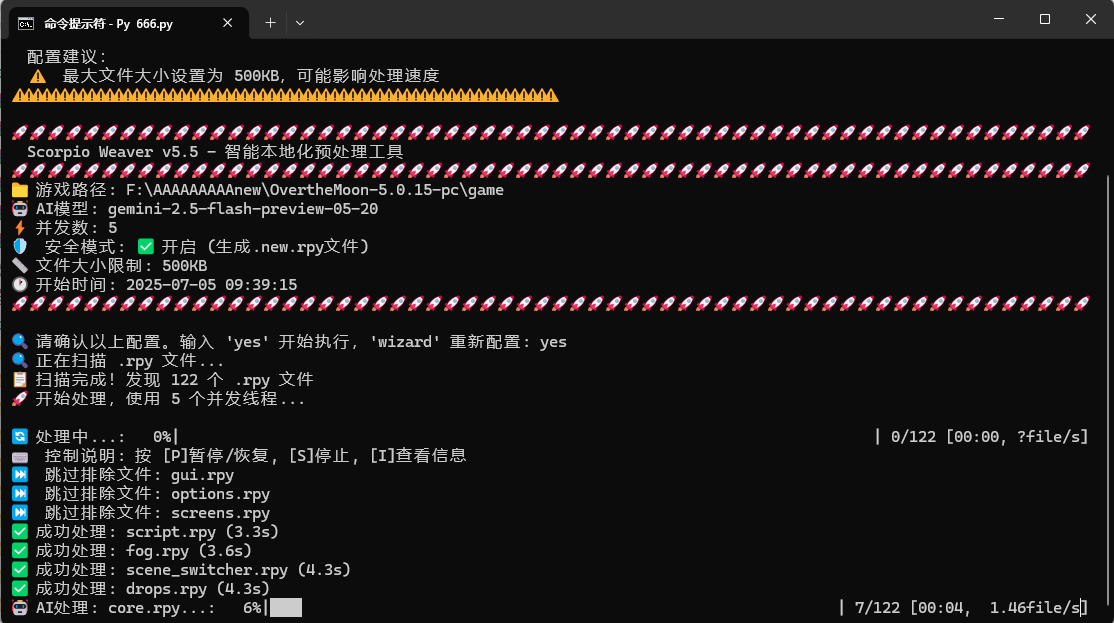 命令提示符 - Py 666.py
配置建议:
⚠ 最大文件大小设置为 500KB, 可能影响处理速度
Scorpio Weaver v5.5 - 智能本地化预处理工具
游戏路径: F:\AAAAAAAAAnew\OvertheMoon-5.0.15-pc\game
AI模型: gemini-2.5-flash-preview-05-20
并发数: 5
安全模式: ✅ 开启 (生成.new.rpy文件)
文件大小限制: 500KB
开始时间: 2025-07-05 09:39:15
请确认以上配置。输入 'yes' 开始执行, 'wizard' 重新配置: yes
正在扫描 .rpy 文件...
扫描完成! 发现 122 个 .rpy 文件
开始处理, 使用 5 个并发线程...
处理中...:   0%| | 0/122 [00:00, ?file/s]
控制说明: 按 [P]暂停/恢复, [S]停止, [I]查看信息
跳过排除文件: gui.rpy
跳过排除文件: options.rpy
跳过排除文件: screens.rpy
成功处理: script.rpy (3.3s)
成功处理: fog.rpy (3.6s)
成功处理: scene_switcher.rpy (4.3s)
成功处理: drops.rpy (4.3s)
AI处理: core.rpy...:   6%| | 7/122 [00:04,  1.46file/s]